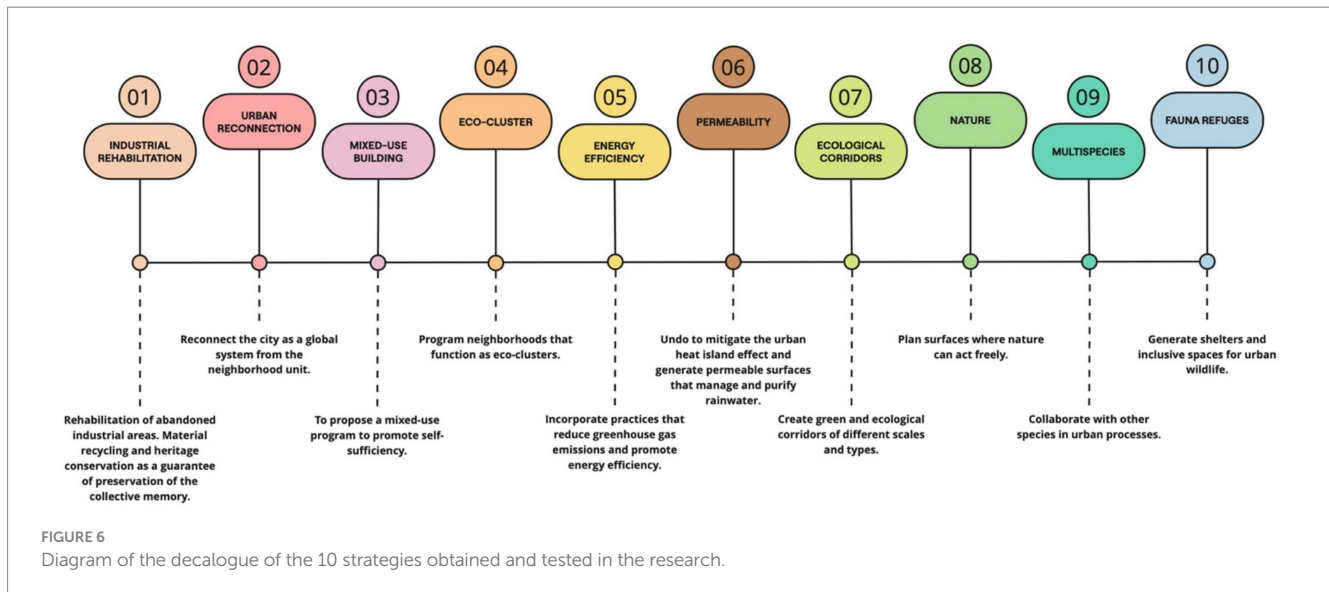 01
INDUSTRIAL
REHABILITATION
02
URBAN
RECONNECTION
03
MIXED-USE
BUILDING
04
ECO-CLUSTER
05
ENERGY
EFFICIENCY
06
PERMEABILITY
07
ECOLOGICAL
CORRIDORS
08
NATURE
09
MULTISPECIES
10
FAUNA REFUGES
Rehabilitation of abandoned
industrial areas. Material
recycling and heritage
conservation as a guarantee
of preservation of the
collective memory.
Reconnect the city as a global
system from the
neighborhood unit.
To propose a mixed-use
program to promote self-
sufficiency.
Program neighborhoods that
function as eco-clusters.
Incorporate practices that
reduce greenhouse gas
emissions and promote
energy efficiency.
Undo to mitigate the urban
heat island effect and
generate permeable surfaces
that manage and purify
rainwater.
Create green and ecological
corridors of different scales
and types.
Plan surfaces where nature
can act freely.
Collaborate with other
species in urban processes.
Generate shelters and
inclusive spaces for urban
wildlife.
FIGURE 6
Diagram of the decalogue of the 10 strategies obtained and tested in the research.